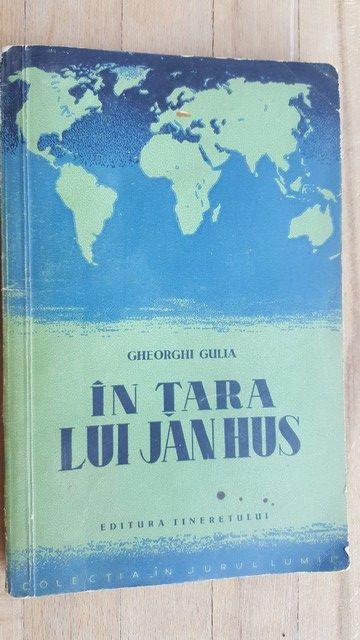 GHEORGHI GULIA
ÎN ȚARA
LUI JAN HUS
EDITURA TINERETULUI
COLECȚIA „ÎN JURUL LUMII"